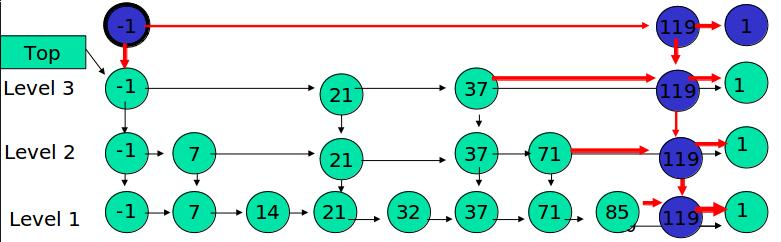 -1 119 1
Top
Level 3 -1 21 37 119 1
Level 2 -1 7 21 37 71 119 1
Level 1 -1 7 14 21 32 37 71 85 119 1